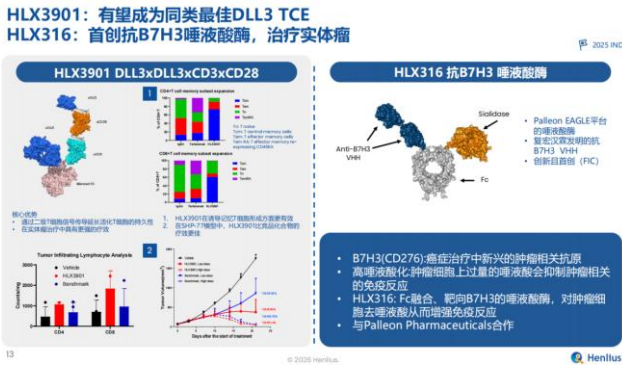 HLX3901：有望成为同类最佳DLL3 TCE
HLX316：首创抗B7H3唾液酸酶，治疗实体瘤
2025 IND
HLX3901 DLL3xDLL3xCD3xCD28
1
CD4+T cell memory subset expansion
CD8+T cell memory subset expansion
核心优势
通过二项T细胞信号传导延长活化T细胞的持久性
在实体瘤治疗中具有更强的疗效
1. HLX3901在诱导记忆T细胞形成方面更有效
2. 在SHP-77模型中，HLX3901比竞品化合物的
疗效更佳
2
Tumor Infiltrating Lymphocyte Analysis
Vehicle
HLX3901
Benchmark
Counts/mg
3000
2000
1000
0
CD4
CD8
Days after the start of treatment
HLX316 抗B7H3 唾液酸酶
Sialidase
Anti-B7H3
VHH
Fc
• Palleon EAGLE平台
的唾液酸酶
• 复宏汉霖发明的抗
B7H3 VHH
• 创新且首创（FIC）
• B7H3(CD276):癌症治疗中新兴的肿瘤相关抗原
• 高唾液酸化:肿瘤细胞上过量的唾液酸会抑制肿瘤相关
的免疫反应
• HLX316: Fc融合、靶向B7H3的唾液酸酶，对肿瘤细
胞去唾液酸从而增强免疫反应
• 与Palleon Pharmaceuticals合作
13
© 2026 Henlius
Henlius